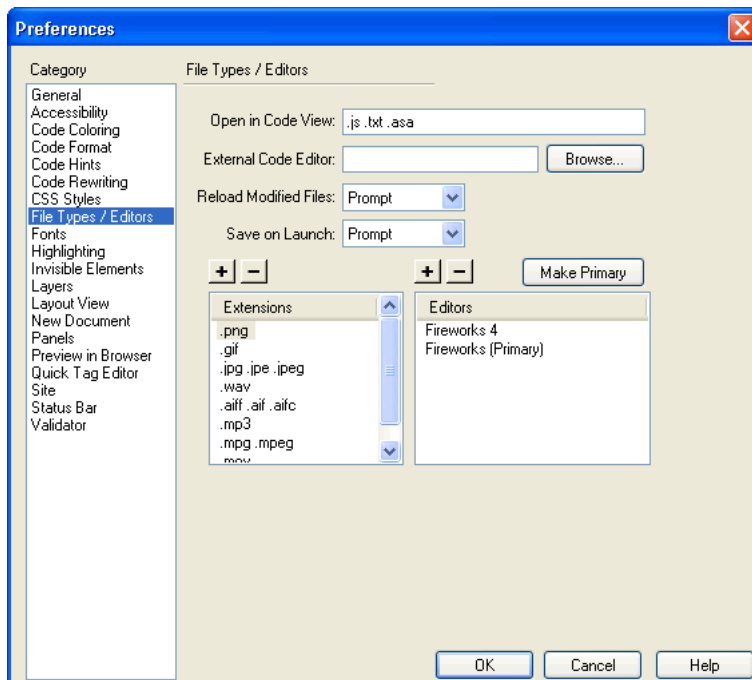 Preferences
Category
General
Accessibility
Code Coloring
Code Format
Code Hints
Code Rewriting
CSS Styles
File Types / Editors
Fonts
Highlighting
Invisible Elements
Layers
Layout View
New Document
Panels
Preview in Browser
Quick Tag Editor
Site
Status Bar
Validator
File Types / Editors
Open in Code View: .js .txt .asa
External Code Editor: Browse...
Reload Modified Files: Prompt
Save on Launch: Prompt
+ − + − Make Primary
Extensions
.png
.gif
.jpg .jpe .jpeg
.wav
.aiff .aif .aifc
.mp3
.mpg .mpeg
.mov
Editors
Fireworks 4
Fireworks (Primary)
OK Cancel Help